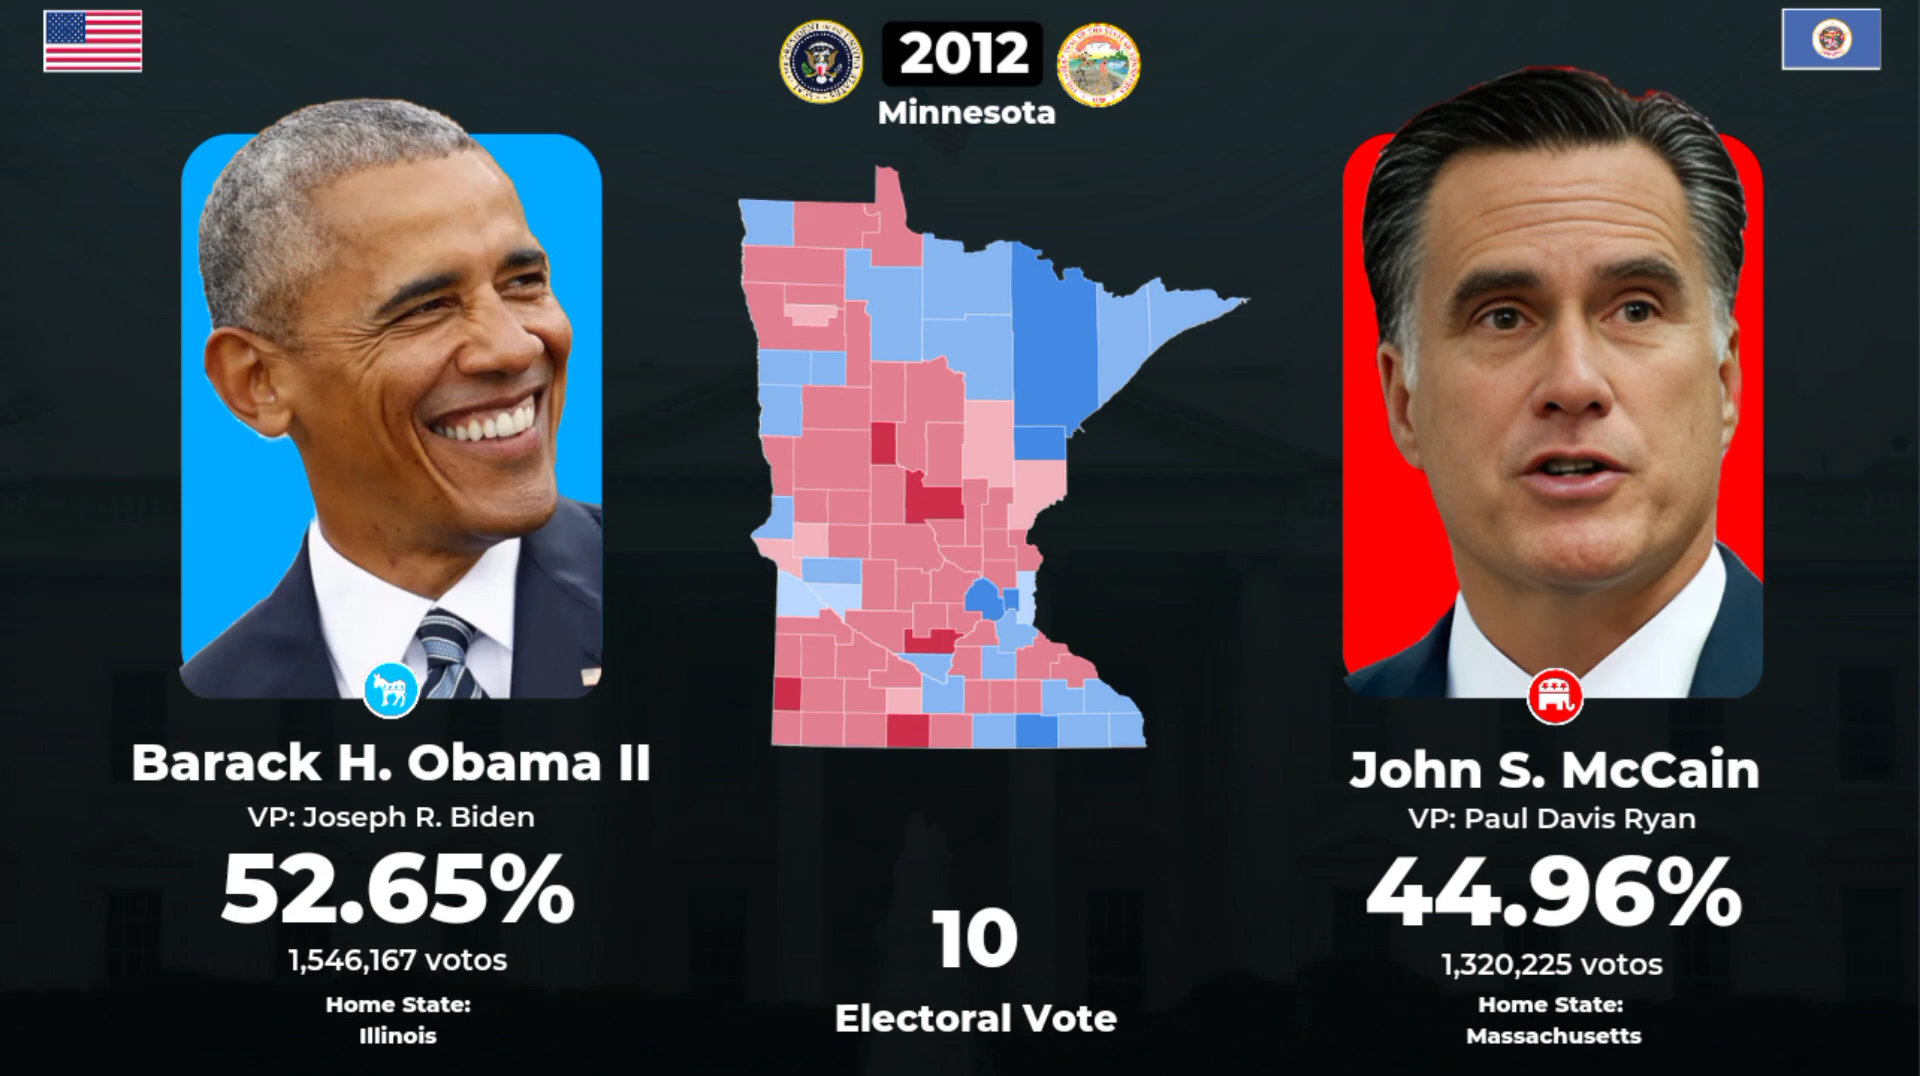 2012
Minnesota
Barack H. Obama II
VP: Joseph R. Biden
52.65%
1,546,167 votos
Home State:
Illinois
10
Electoral Vote
John S. McCain
VP: Paul Davis Ryan
44.96%
1,320,225 votos
Home State:
Massachusetts